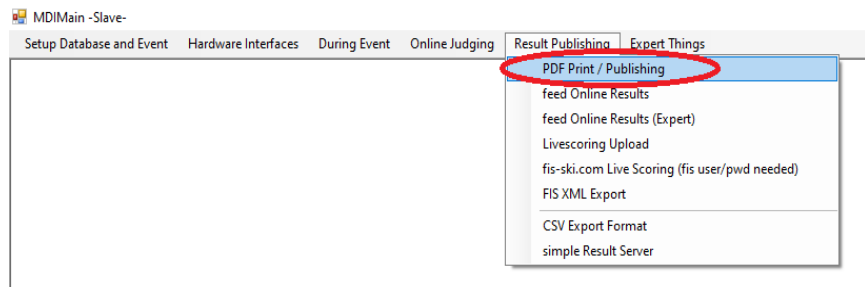 MDIMain -Slave-
Setup Database and Event Hardware Interfaces During Event Online Judging Result Publishing Expert Things
PDF Print / Publishing
feed Online Results
feed Online Results (Expert)
Livescoring Upload
fis-ski.com Live Scoring (fis user/pwd needed)
FIS XML Export
CSV Export Format
simple Result Server